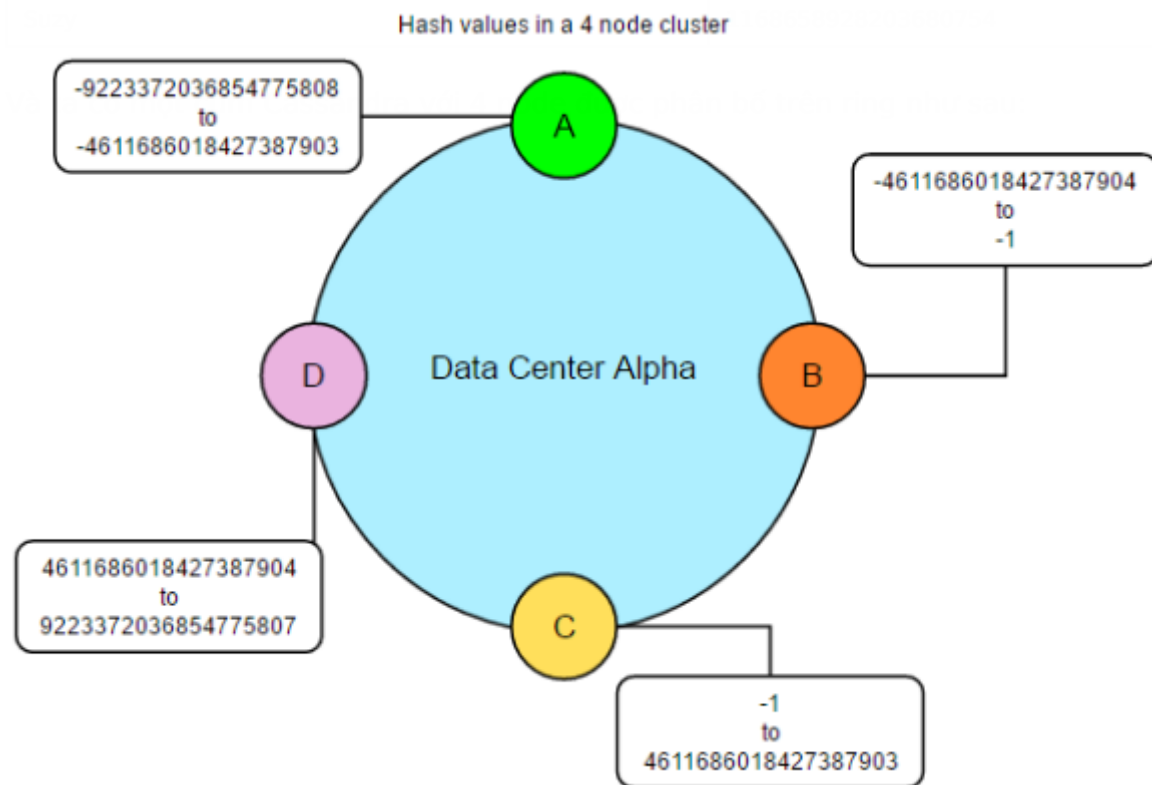 Hash values in a 4 node cluster
-9223372036854775808
to
-4611686018427387903
A
-4611686018427387904
to
-1
D
Data Center Alpha
B
4611686018427387904
to
9223372036854775807
C
-1
to
4611686018427387903